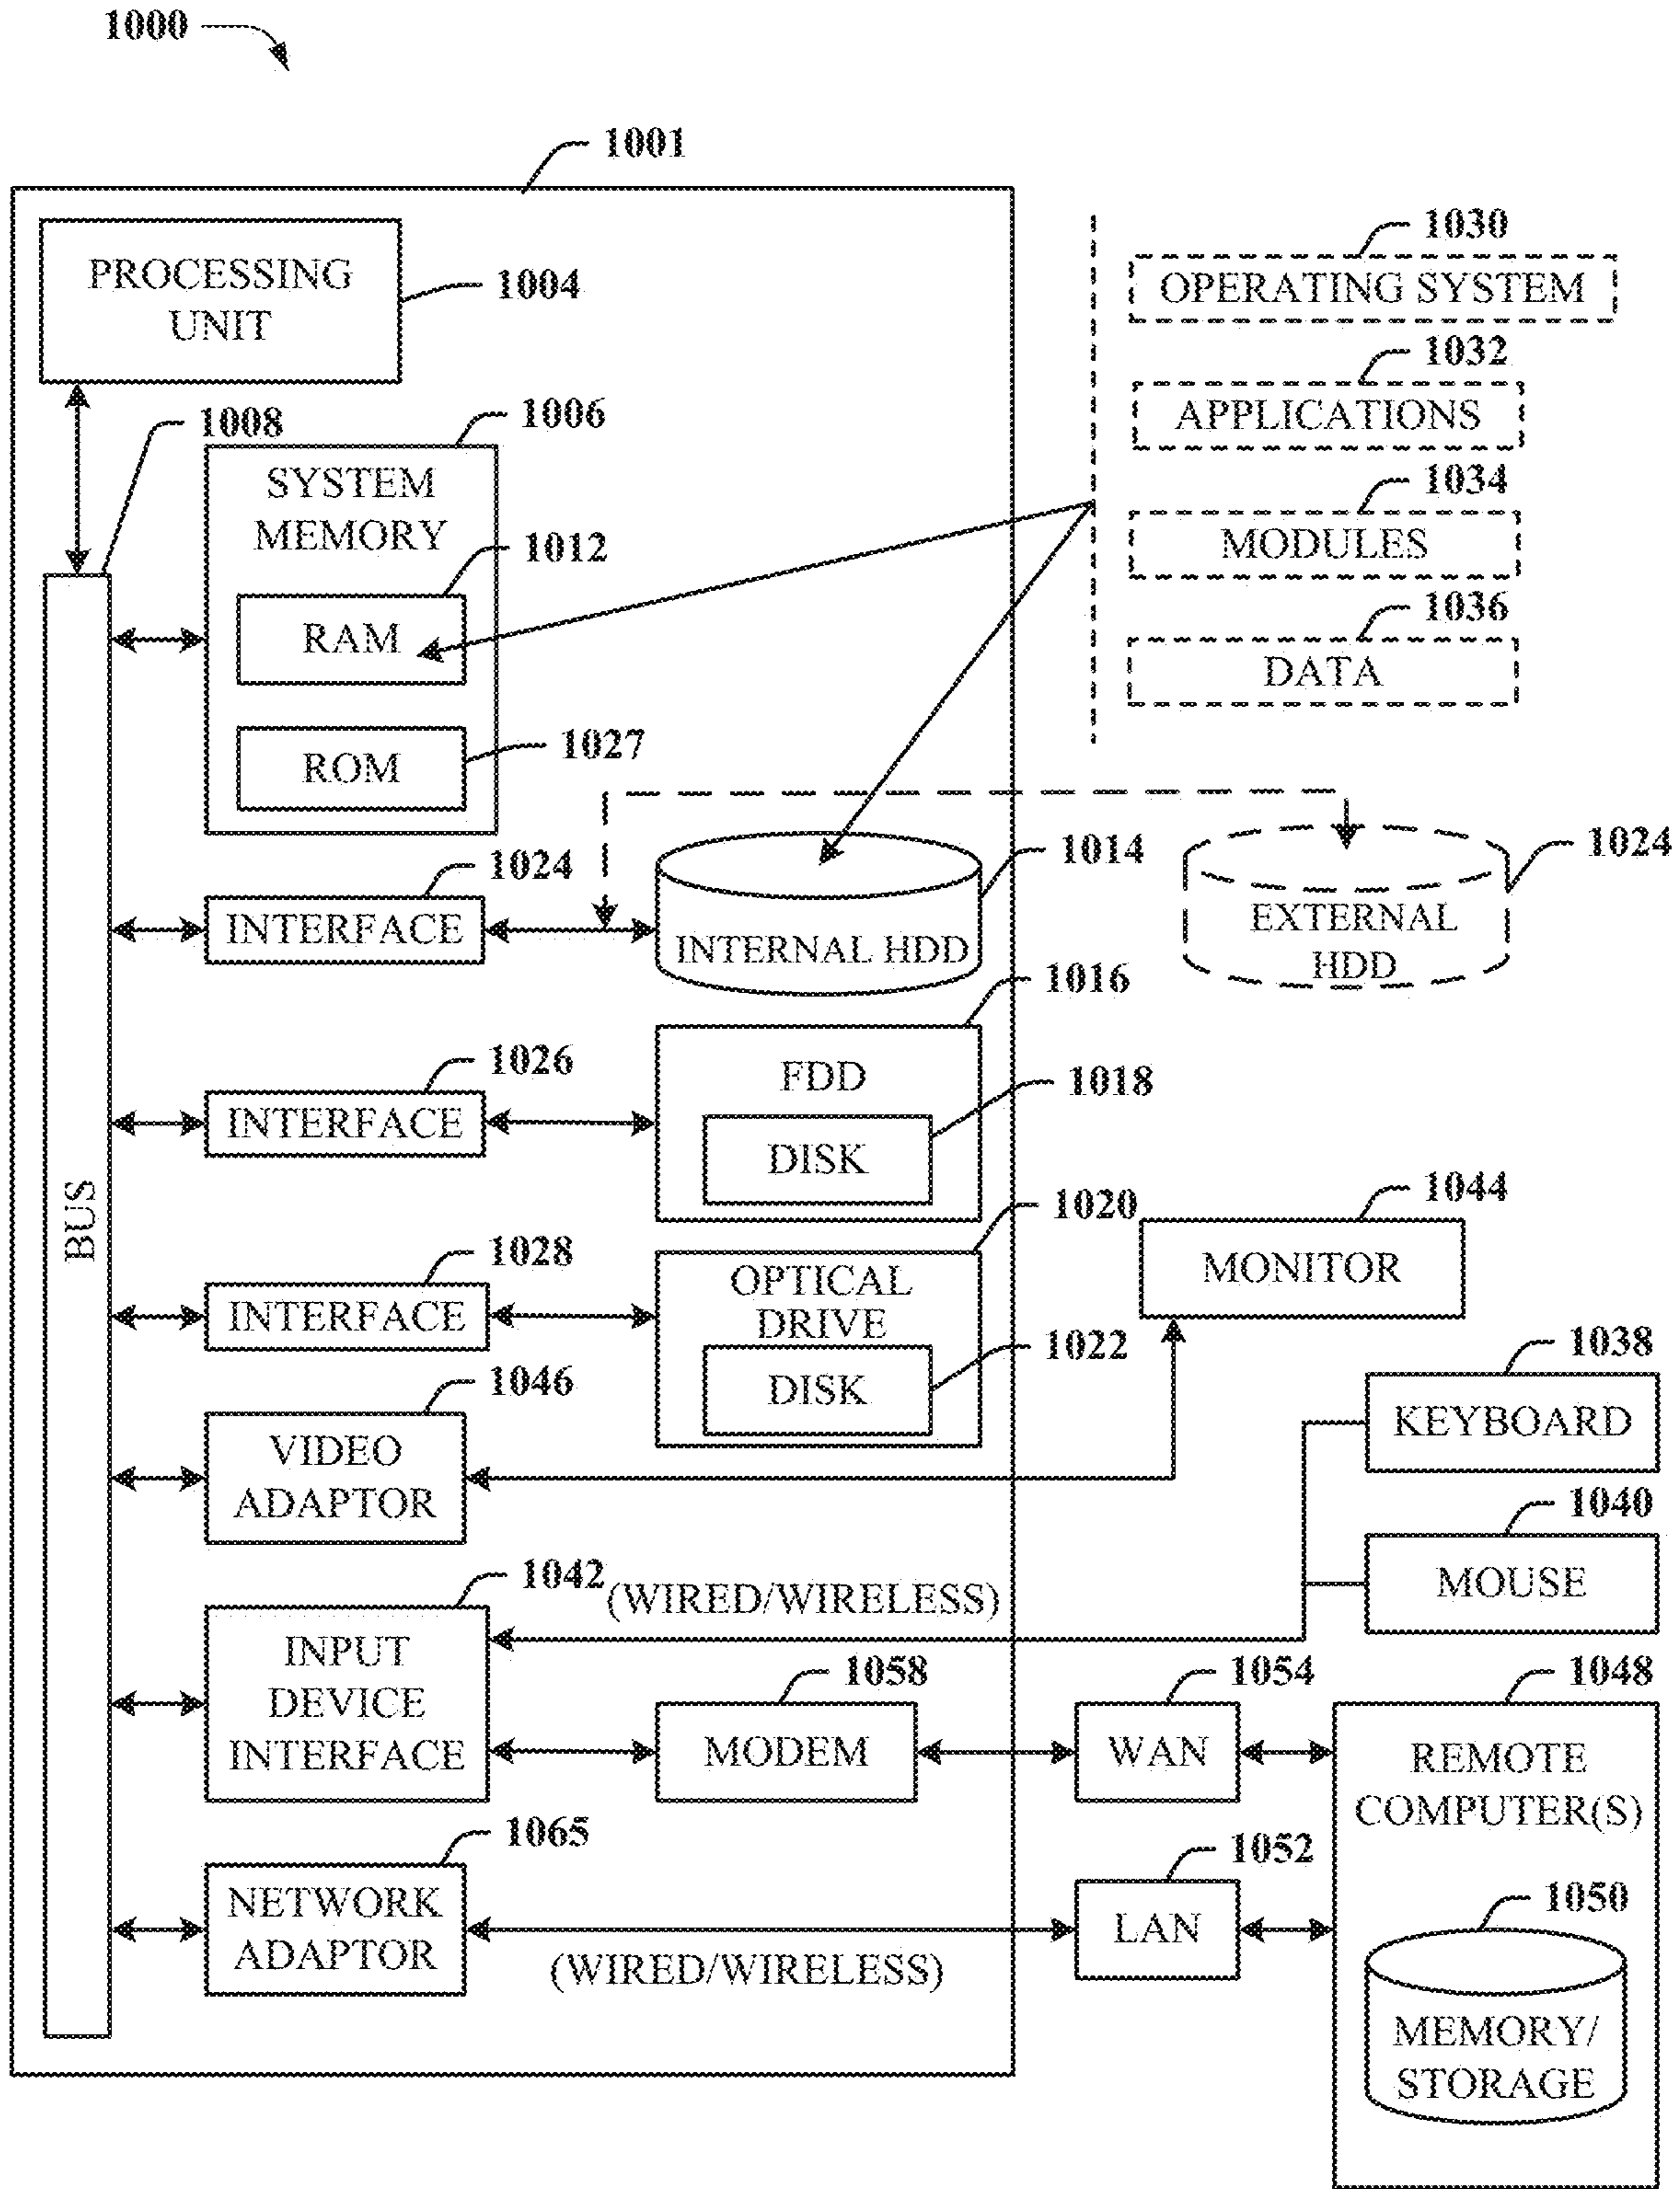 1000
1001
PROCESSING
UNIT
1004
1030
OPERATING SYSTEM
1032
APPLICATIONS
1034
MODULES
1036
DATA
1008
1006
SYSTEM
MEMORY
1012
RAM
1027
ROM
BUS
1024
INTERFACE
1014
INTERNAL HDD
1024
EXTERNAL
HDD
1026
INTERFACE
1016
FDD
1018
DISK
1028
INTERFACE
1020
OPTICAL
DRIVE
1022
DISK
1044
MONITOR
1046
VIDEO
ADAPTOR
1038
KEYBOARD
1040
MOUSE
1042
(WIRED/WIRELESS)
INPUT
DEVICE
INTERFACE
1058
MODEM
1054
WAN
1048
REMOTE
COMPUTER(S)
1065
NETWORK
ADAPTOR
(WIRED/WIRELESS)
1052
LAN
1050
MEMORY/
STORAGE